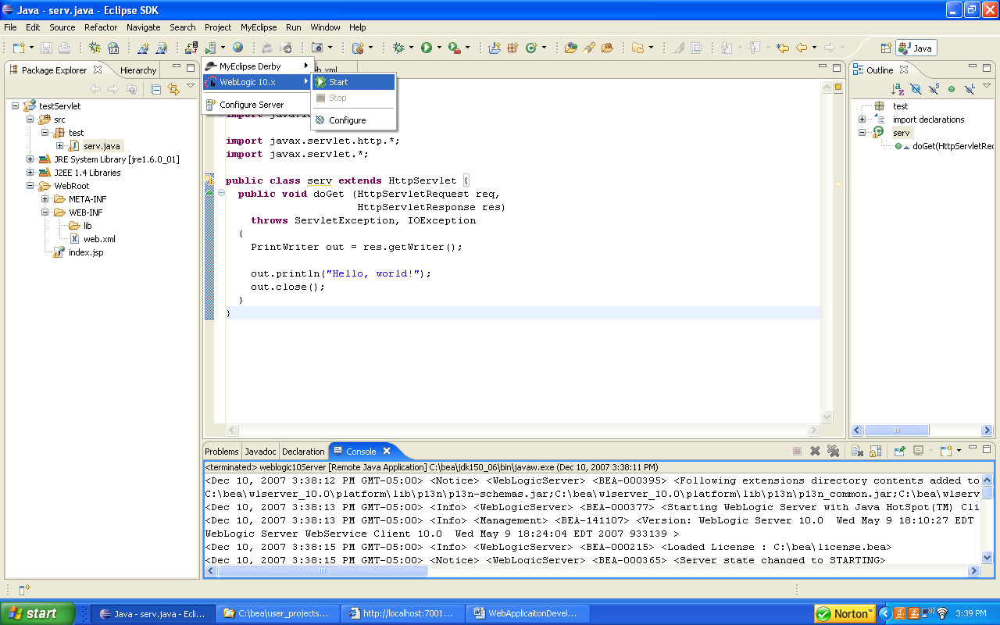 Java - serv.java - Eclipse SDK
File Edit Source Refactor Navigate Search Project MyEclipse Run Window Help
Java
Package Explorer
Hierarchy
testServlet
src
test
serv.java
JRE System Library [jre1.6.0_01]
J2EE 1.4 Libraries
WebRoot
META-INF
WEB-INF
lib
web.xml
index.jsp
MyEclipse Derby
WebLogic 10.x
Configure Server
Start
Stop
Configure
import javax.servlet.http.*;
import javax.servlet.*;
public class serv extends HttpServlet {
public void doGet (HttpServletRequest req,
HttpServletResponse res)
throws ServletException, IOException
{
PrintWriter out = res.getWriter();
out.println("Hello, world!");
out.close();
}
}
Outline
test
import declarations
serv
doGet(HttpServletRec
Problems Javadoc Declaration Console
<terminated> weblogic10Server [Remote Java Application] C:\bea\jdk150_06\bin\javaw.exe (Dec 10, 2007 3:38:11 PM)
<Dec 10, 2007 3:38:12 PM GMT-05:00> <Notice> <WebLogicServer> <BEA-000395> <Following extensions directory contents added to
C:\bea\wlserver_10.0\platform\lib\p13n\p13n-schemas.jar;C:\bea\wlserver_10.0\platform\lib\p13n\p13n_common.jar;C:\bea\wlserv
<Dec 10, 2007 3:38:13 PM GMT-05:00> <Info> <WebLogicServer> <BEA-000377> <Starting WebLogic Server with Java HotSpot(TM) Cli
<Dec 10, 2007 3:38:13 PM GMT-05:00> <Info> <Management> <BEA-141107> <Version: WebLogic Server 10.0 Wed May 9 18:10:27 EDT
WebLogic Server WebService Client 10.0 Wed May 9 18:24:04 EDT 2007 933139 >
<Dec 10, 2007 3:38:15 PM GMT-05:00> <Info> <WebLogicServer> <BEA-000215> <Loaded License : C:\bea\license.bea>
<Dec 10, 2007 3:38:15 PM GMT-05:00> <Notice> <WebLogicServer> <BEA-000365> <Server state changed to STARTING>
start
Java - serv.java - Ecli...
C:\bea\user_projects...
http://localhost:7001...
WebApplicaitonDevel...
Norton™
3:39 PM